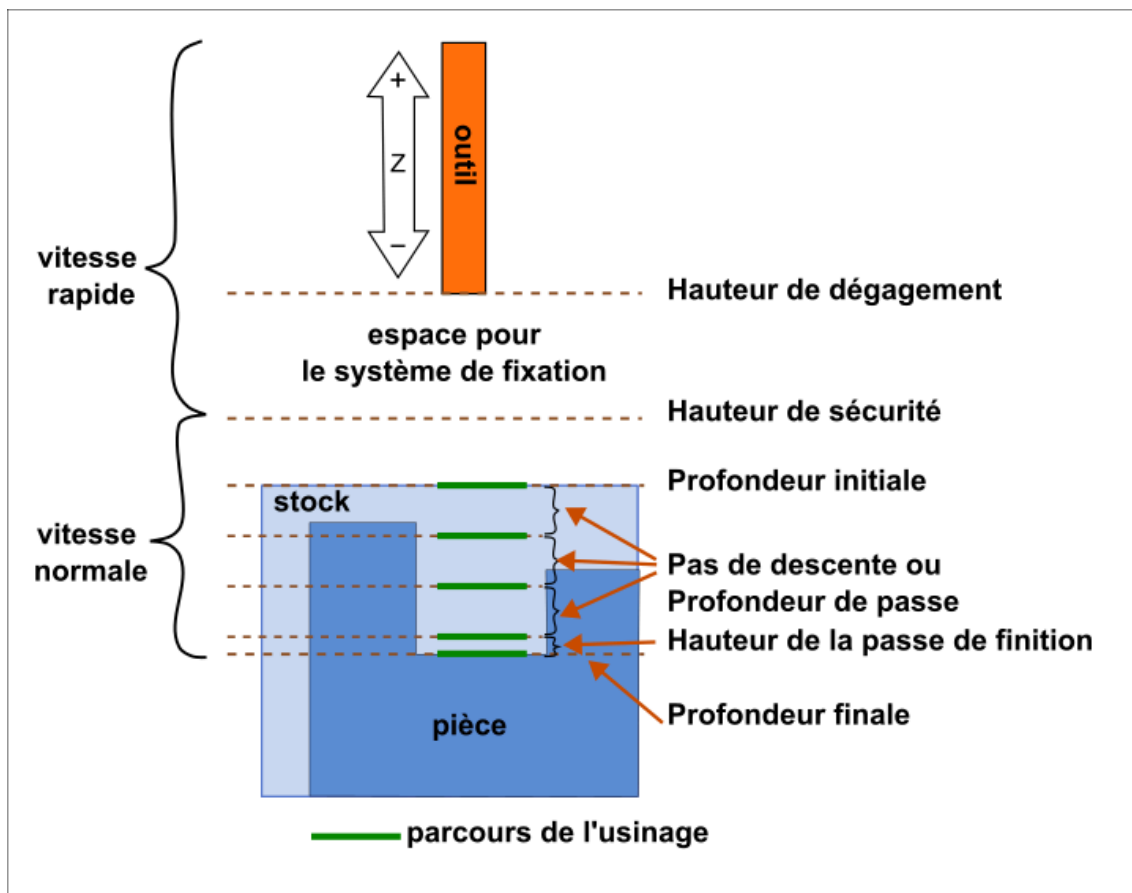 +
Z
−
outil
vitesse
rapide
Hauteur de dégagement
espace pour
le système de fixation
Hauteur de sécurité
Profondeur initiale
stock
vitesse
normale
Pas de descente ou
Profondeur de passe
Hauteur de la passe de finition
Profondeur finale
pièce
parcours de l'usinage